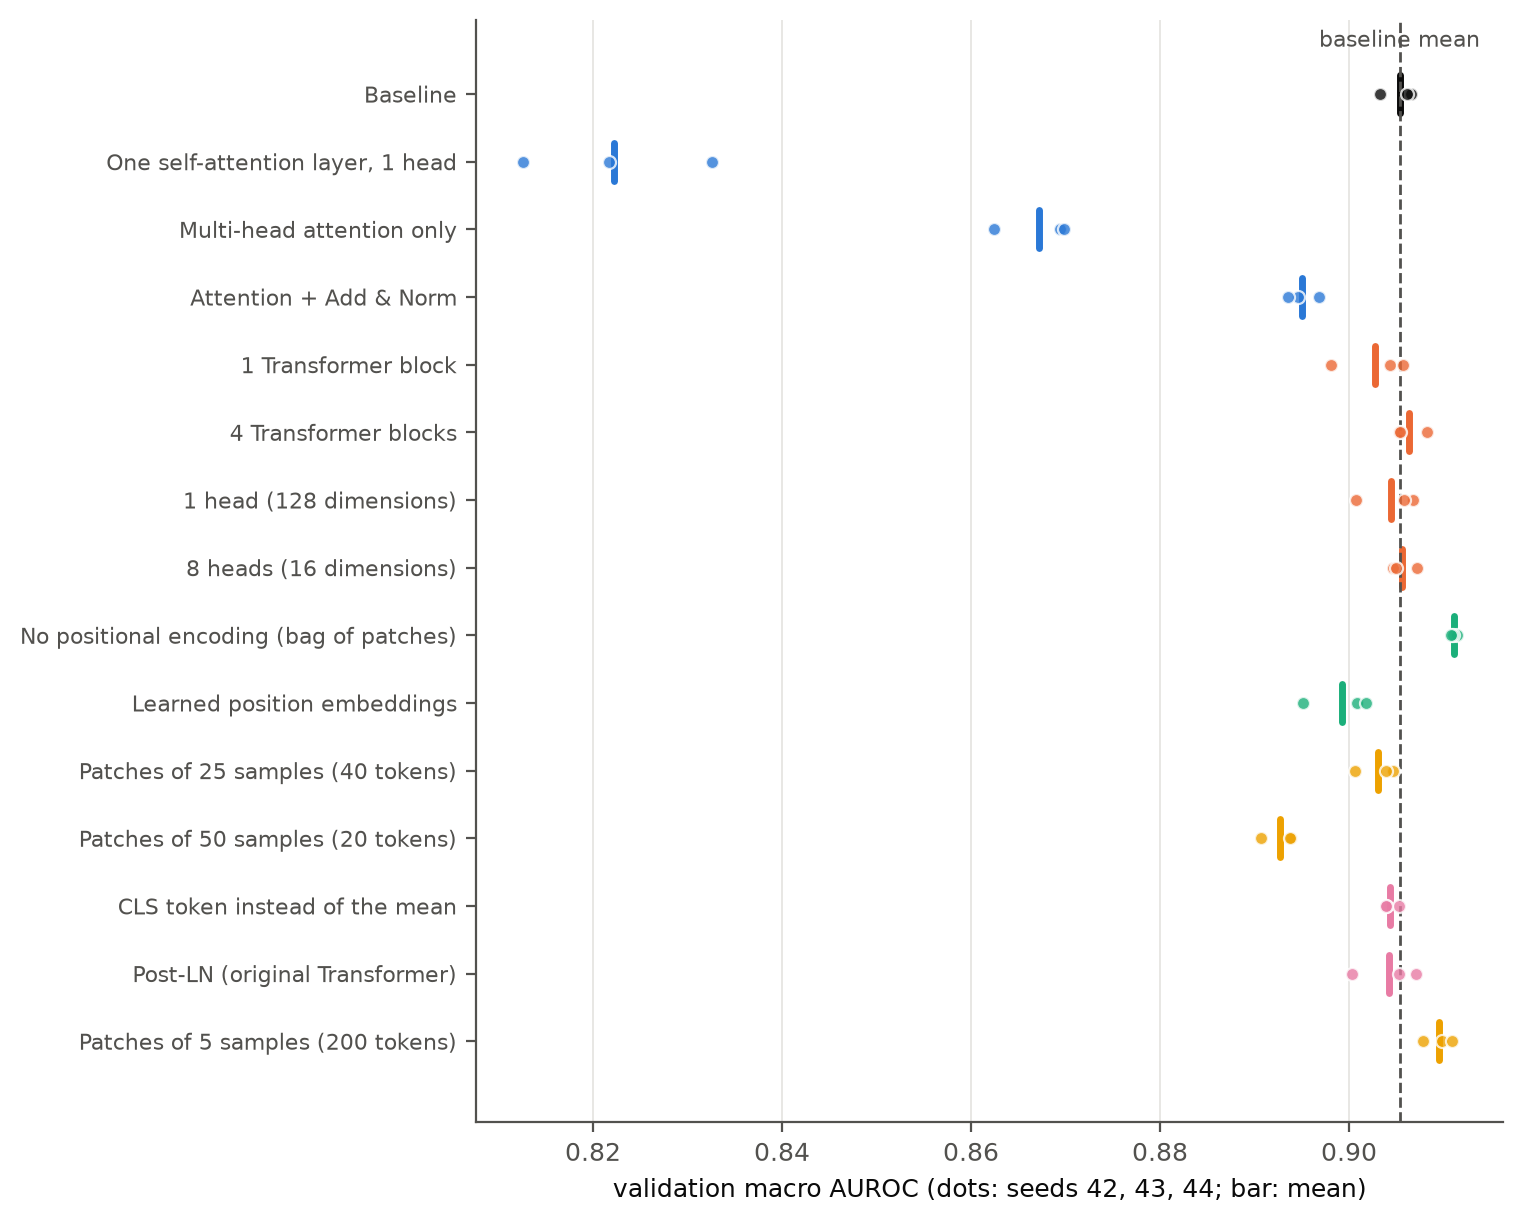 baseline mean
Baseline
One self-attention layer, 1 head
Multi-head attention only
Attention + Add & Norm
1 Transformer block
4 Transformer blocks
1 head (128 dimensions)
8 heads (16 dimensions)
No positional encoding (bag of patches)
Learned position embeddings
Patches of 25 samples (40 tokens)
Patches of 50 samples (20 tokens)
CLS token instead of the mean
Post-LN (original Transformer)
Patches of 5 samples (200 tokens)
0.82 0.84 0.86 0.88 0.90
validation macro AUROC (dots: seeds 42, 43, 44; bar: mean)